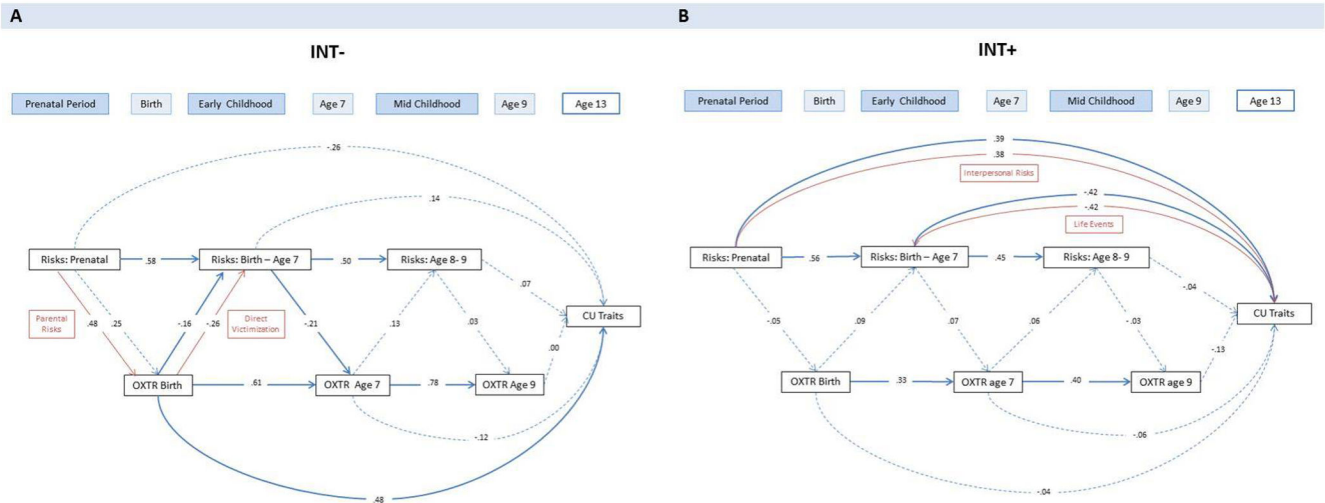 A
INT-
Prenatal Period
Birth
Early Childhood
Age 7
Mid Childhood
Age 9
Age 13
-.26
.14
Risks: Prenatal
.58
Risks: Birth – Age 7
.50
Risks: Age 8- 9
.07
CU Traits
Parental
Risks
.48
.25
-.16
-.26
Direct
Victimization
-.21
.13
.03
.00
OXTR Birth
.61
OXTR Age 7
.78
OXTR Age 9
-.12
.48
B
INT+
Prenatal Period
Birth
Early Childhood
Age 7
Mid Childhood
Age 9
Age 13
.39
.38
Interpersonal Risks
-.42
-.42
Life Events
Risks: Prenatal
.56
Risks: Birth – Age 7
.45
Risks: Age 8- 9
-.04
CU Traits
-.05
.09
.07
.06
-.03
-.13
OXTR Birth
.33
OXTR age 7
.40
OXTR age 9
-.06
-.04